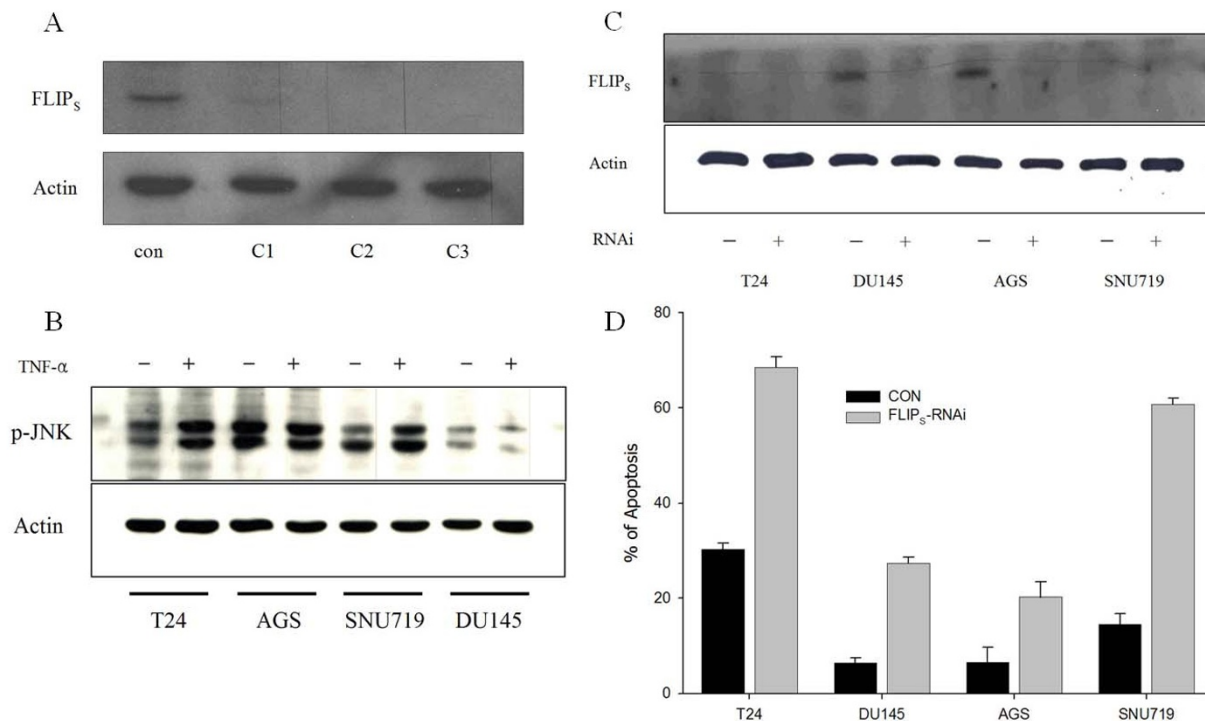 A
FLIPS
Actin
con C1 C2 C3
B
TNF-α − + − + − + − +
p-JNK
Actin
T24 AGS SNU719 DU145
C
FLIPS
Actin
RNAi − + − + − + − +
T24 DU145 AGS SNU719
D
80
60
40
20
0
% of Apoptosis
CON
FLIPS-RNAi
T24 DU145 AGS SNU719